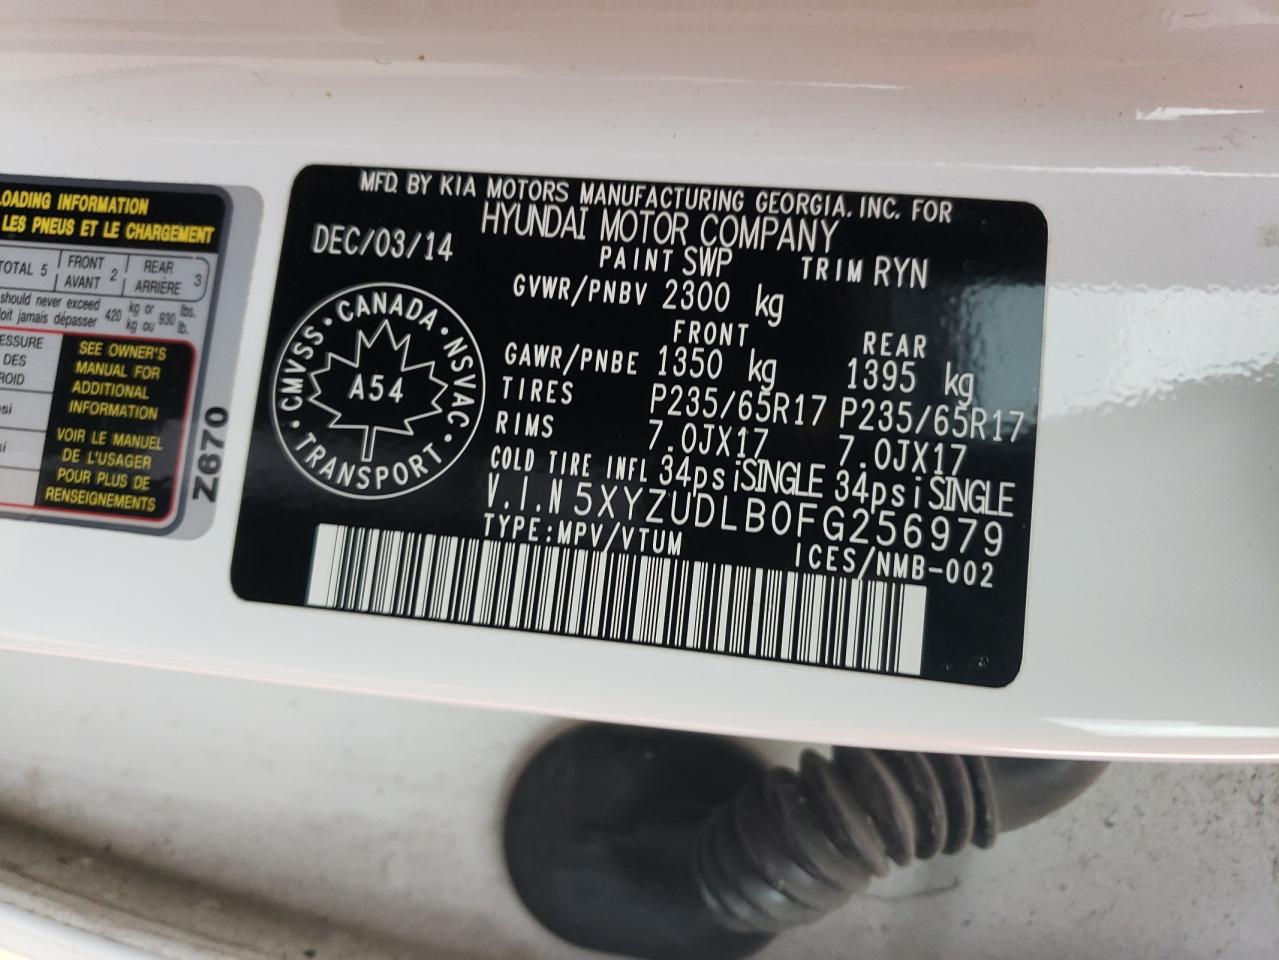 LOADING INFORMATION
LES PNEUS ET LE CHARGEMENT
TOTAL 5
FRONT
AVANT
2
REAR
ARRIÈRE
3
should never exceed
jamais dépasser
420
kg or
kg ou
930
lbs.
lb.
DES
SEE OWNER'S
MANUAL FOR
ADDITIONAL
INFORMATION
VOIR LE MANUEL
DE L'USAGER
POUR PLUS DE
RENSEIGNEMENTS
Z670
MFD. BY KIA MOTORS MANUFACTURING GEORGIA. INC. FOR
HYUNDAI MOTOR COMPANY
DEC/03/14
PAINT SWP TRIM RYN
GVWR/PNBV 2300 kg
FRONT REAR
GAWR/PNBE 1350 kg 1395 kg
TIRES P235/65R17 P235/65R17
RIMS 7.0JX17 7.0JX17
COLD TIRE INFL 34psiSINGLE 34psiSINGLE
V.I.N 5XYZUDLB0FG256979
TYPE:MPV/VTUM ICES/NMB-002
CMVSS • CANADA • NSVAC • TRANSPORT •
A54